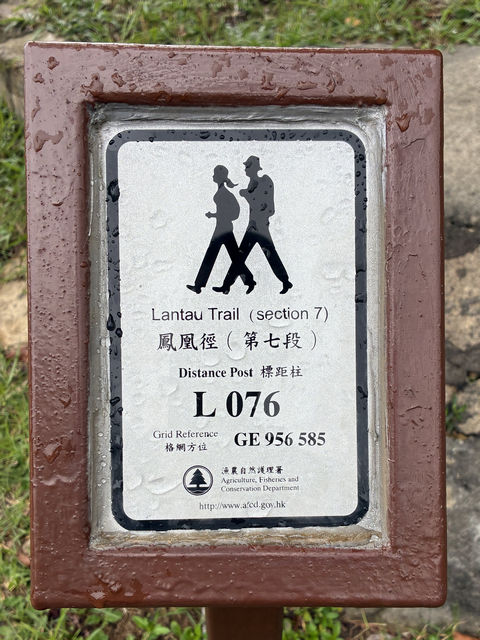 Lantau Trail (section 7)
鳳凰徑（第七段）
Distance Post 標距柱
L 076
Grid Reference GE 956 585
格網方位
漁農自然護理署
Agriculture, Fisheries and
Conservation Department
http://www.afcd.gov.hk